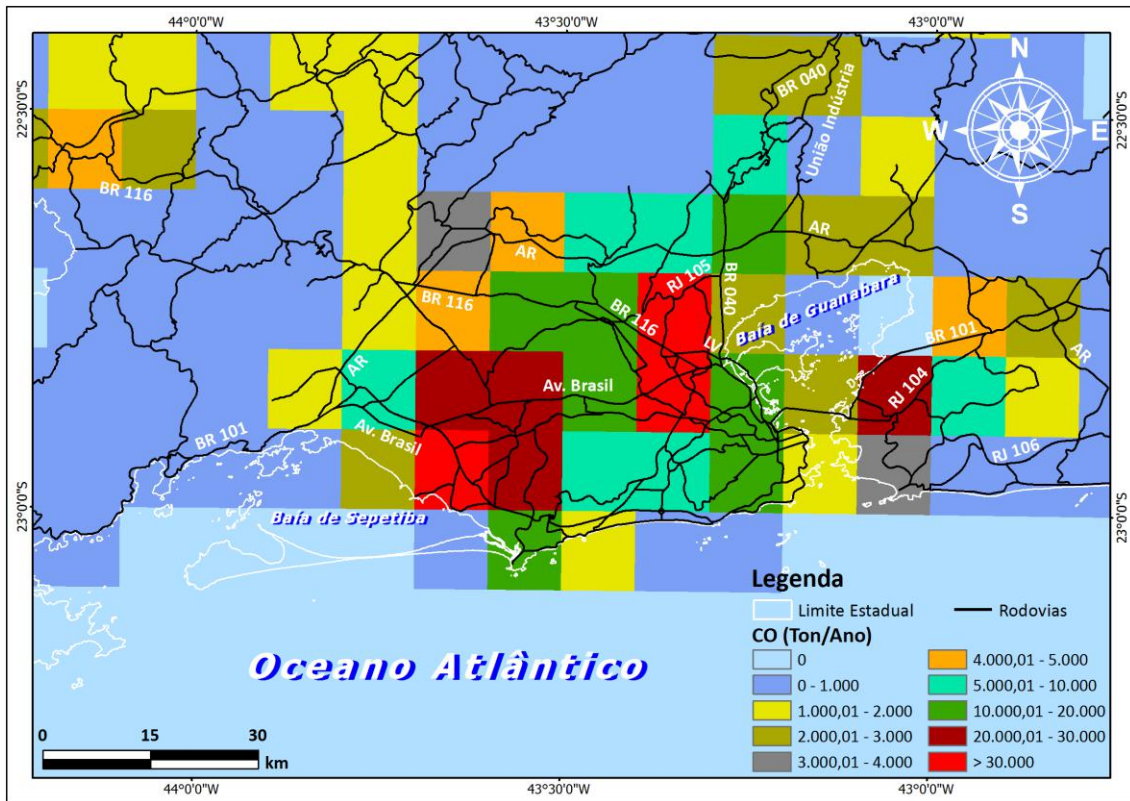 44°0'0"W
43°30'0"W
43°0'0"W
22°30'0"S
22°30'0"S
N
W
E
S
BR 040
União Indústria
BR 116
AR
AR
RJ 105
BR 040
BR 116
BR 116
Baía de Guanabara
BR 101
LV
AR
AR
Av. Brasil
RJ 104
BR 101
Av. Brasil
RJ 106
23°0'0"S
23°0'0"S
Baía de Sepetiba
Oceano Atlântico
Legenda
Limite Estadual
Rodovias
CO (Ton/Ano)
0
0 - 1.000
1.000,01 - 2.000
2.000,01 - 3.000
3.000,01 - 4.000
4.000,01 - 5.000
5.000,01 - 10.000
10.000,01 - 20.000
20.000,01 - 30.000
> 30.000
0 15 30
km
44°0'0"W
43°30'0"W
43°0'0"W